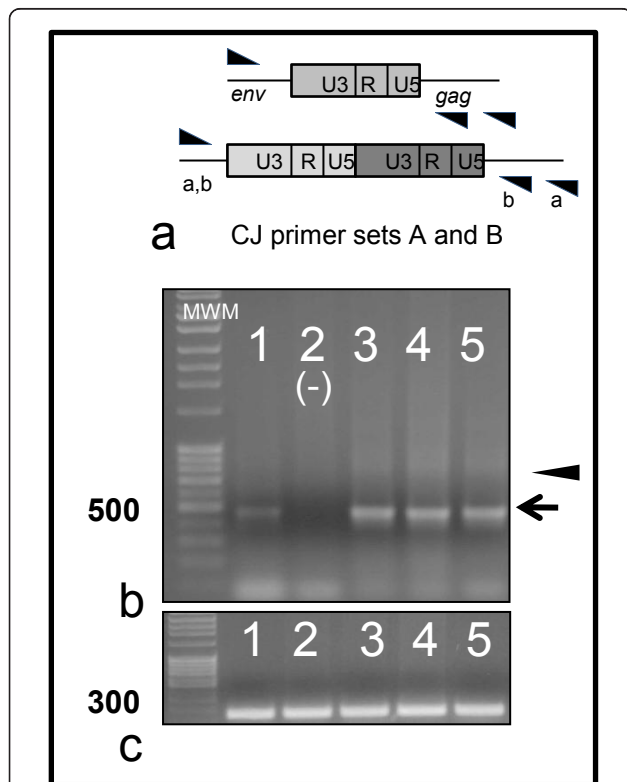 env U3 R U5 gag
U3 R U5 U3 R U5
a,b b a
a CJ primer sets A and B
MWM 1 2 3 4 5
(-)
500
b
1 2 3 4 5
300
c